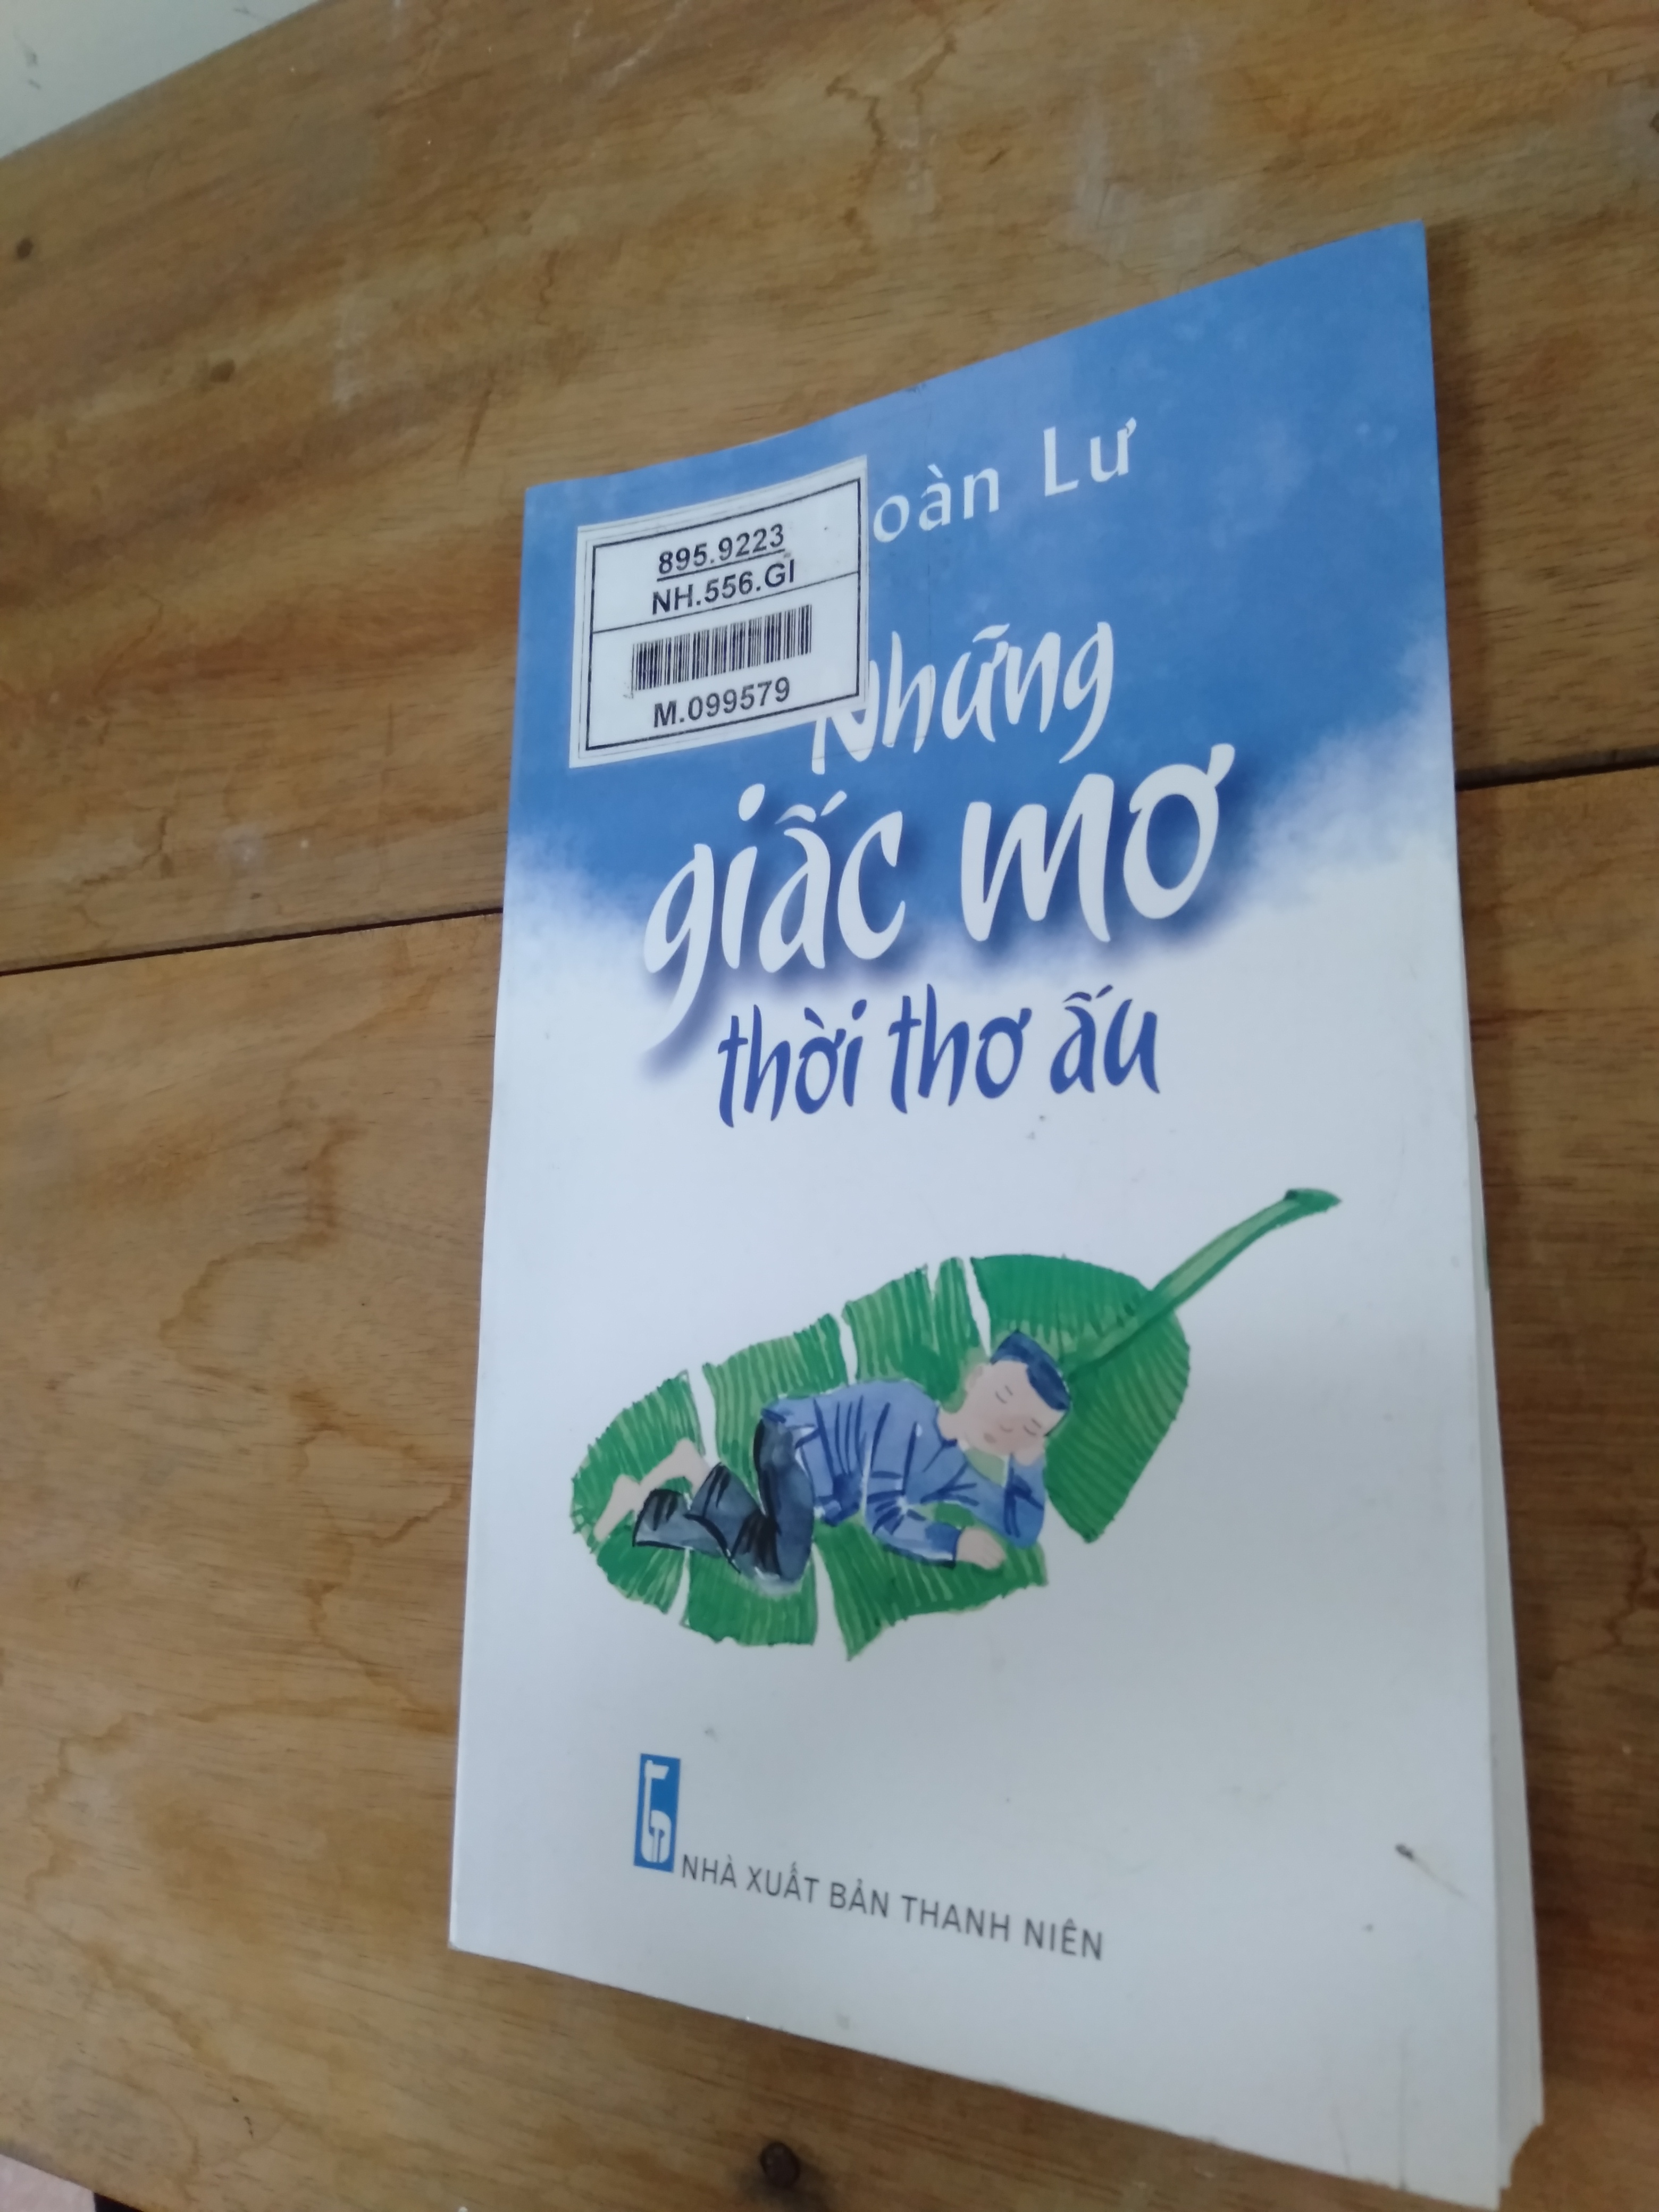 oàn Lư
895.9223
NH.556.GI
M.099579
Những
giấc mơ
thời thơ ấu
NHÀ XUẤT BẢN THANH NIÊN